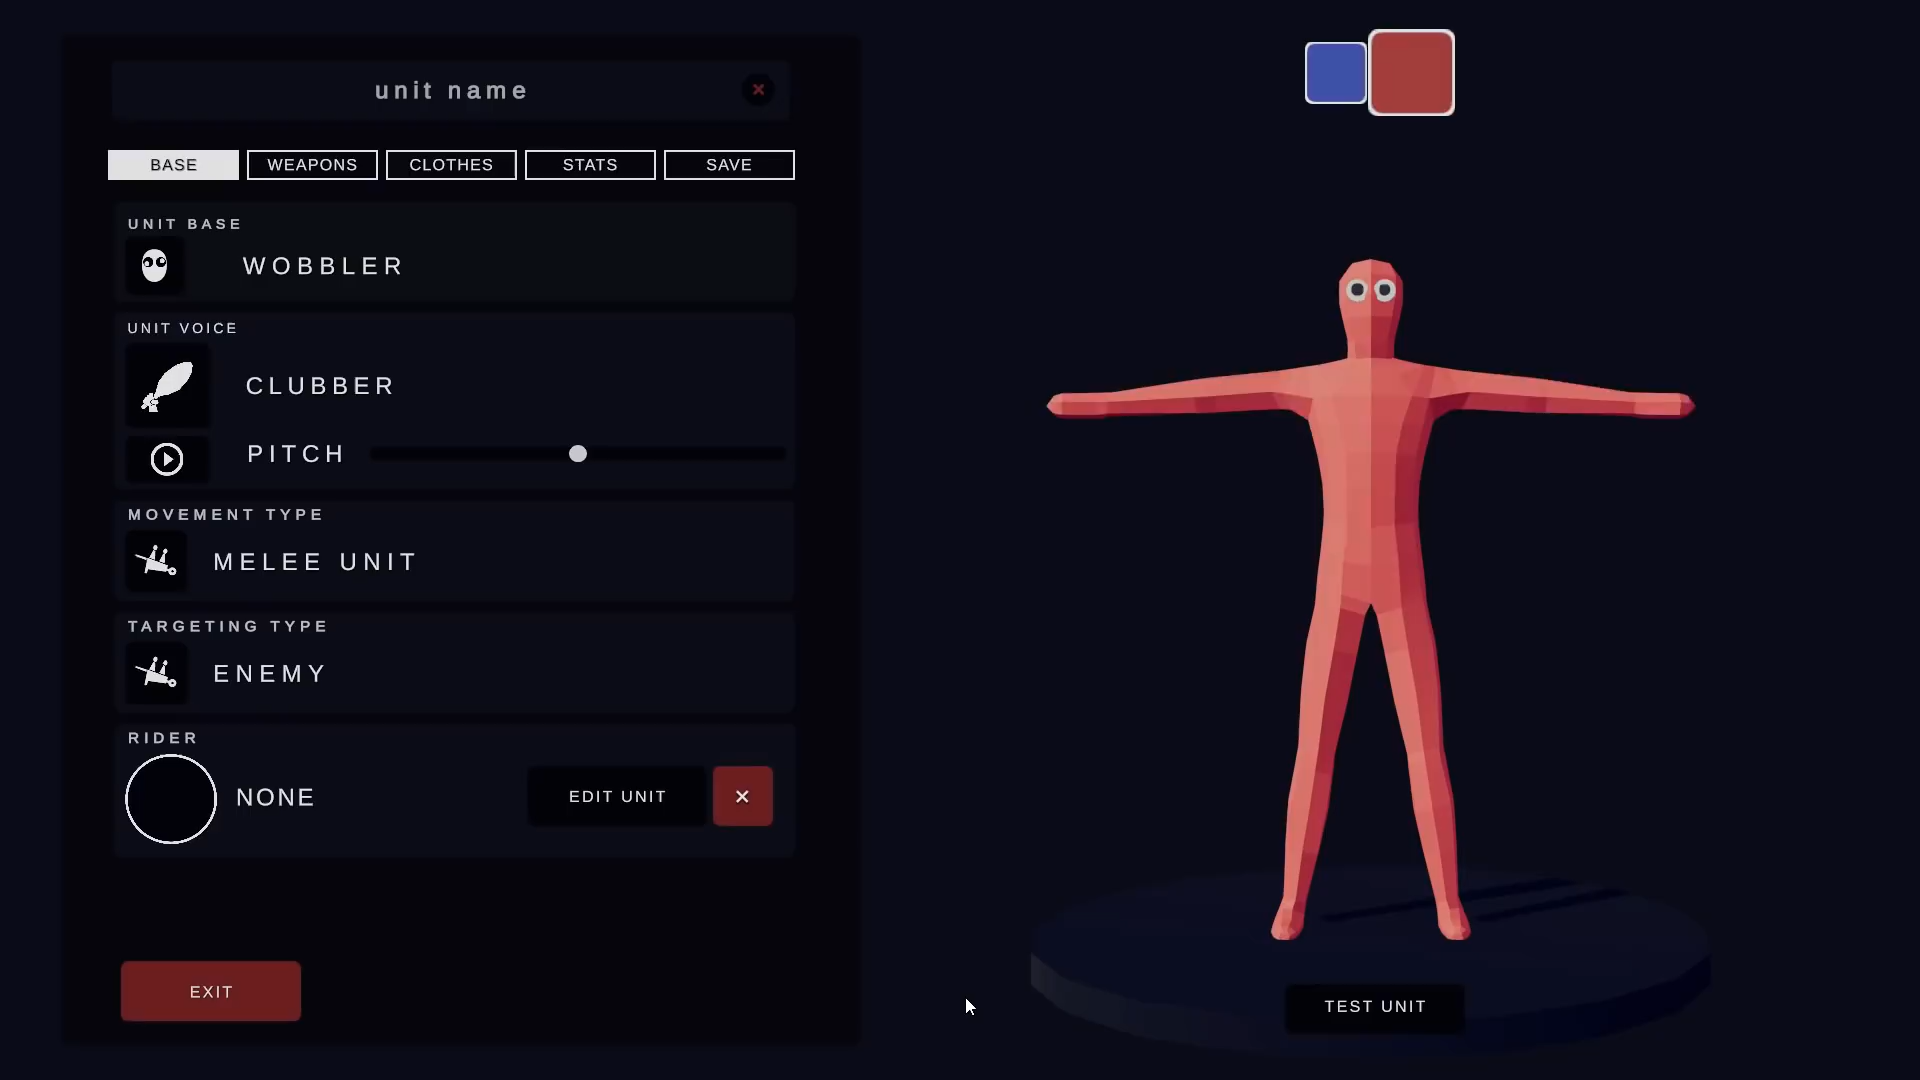 unit name
BASE WEAPONS CLOTHES STATS SAVE
UNIT BASE
WOBBLER
UNIT VOICE
CLUBBER
PITCH
MOVEMENT TYPE
MELEE UNIT
TARGETING TYPE
ENEMY
RIDER
NONE
EDIT UNIT
EXIT
TEST UNIT